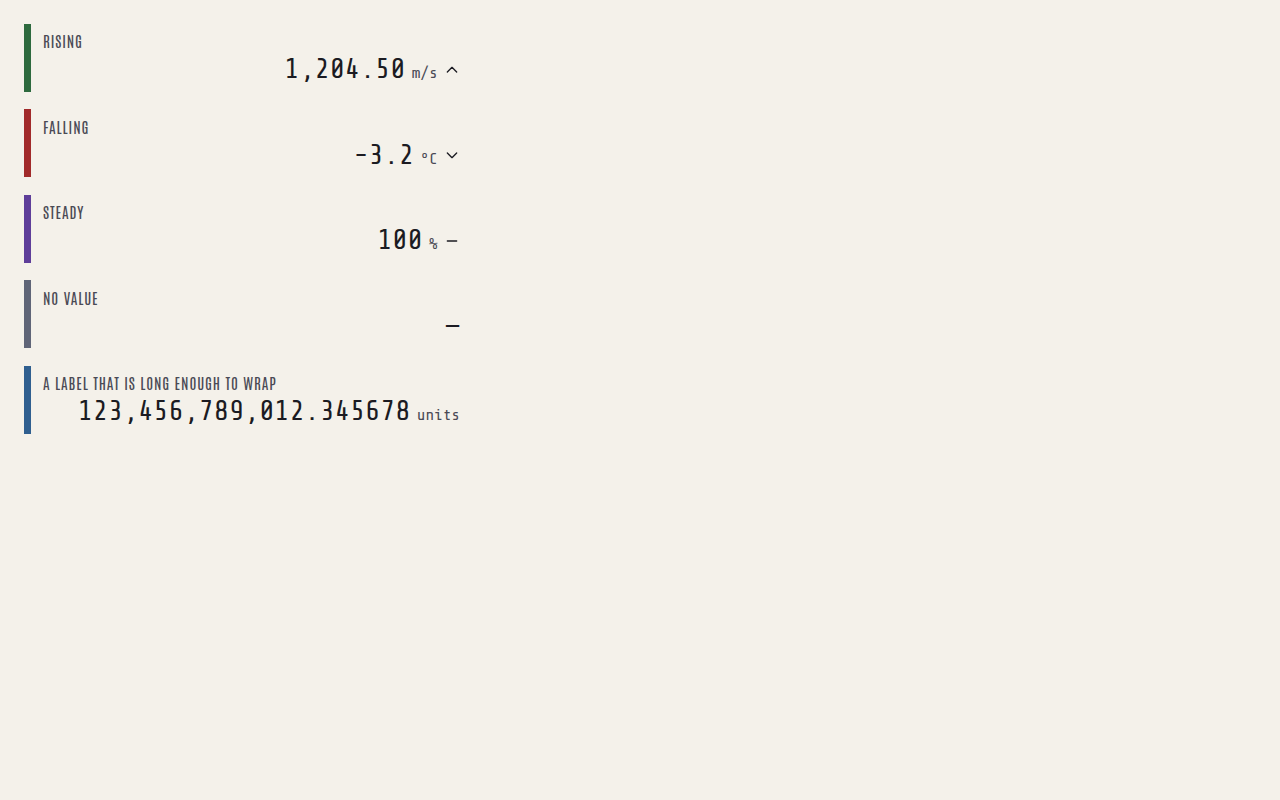 RISING
1,204.50 m/s
FALLING
−3.2 °C
STEADY
100 % —
NO VALUE
—
A LABEL THAT IS LONG ENOUGH TO WRAP
123,456,789,012.345678 units